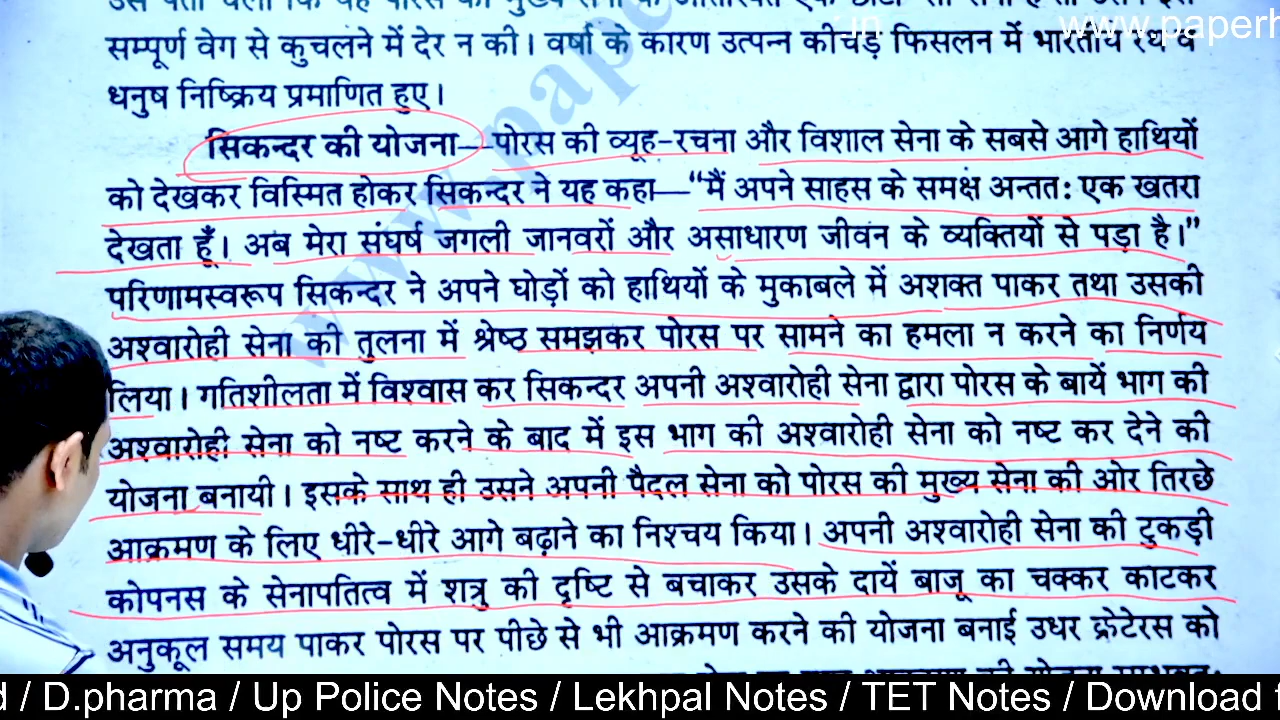 www.paperh
सम्पूर्ण वेग से कुचलने में देर न की। वर्षा के कारण उत्पन्न कीचड़ फिसलन में भारतीय रथ व
धनुष निष्क्रिय प्रमाणित हुए।
सिकन्दर की योजना—पोरस की व्यूह-रचना और विशाल सेना के सबसे आगे हाथियों
को देखकर विस्मित होकर सिकन्दर ने यह कहा—“मैं अपने साहस के समक्ष अन्ततः एक खतरा
देखता हूँ। अब मेरा संघर्ष जगली जानवरों और असाधारण जीवन के व्यक्तियों से पड़ा है।”
परिणामस्वरूप सिकन्दर ने अपने घोड़ों को हाथियों के मुकाबले में अशक्त पाकर तथा उसकी
अश्वारोही सेना की तुलना में श्रेष्ठ समझकर पोरस पर सामने का हमला न करने का निर्णय
लिया। गतिशीलता में विश्वास कर सिकन्दर अपनी अश्वारोही सेना द्वारा पोरस के बायें भाग की
अश्वारोही सेना को नष्ट करने के बाद में इस भाग की अश्वारोही सेना को नष्ट कर देने की
योजना बनायी। इसके साथ ही उसने अपनी पैदल सेना को पोरस की मुख्य सेना की ओर तिरछे
आक्रमण के लिए धीरे-धीरे आगे बढ़ाने का निश्चय किया। अपनी अश्वारोही सेना की टुकड़ी
कोपनस के सेनापतित्व में शत्रु की दृष्टि से बचाकर उसके दायें बाजू का चक्कर काटकर
अनुकूल समय पाकर पोरस पर पीछे से भी आक्रमण करने की योजना बनाई उधर क्रेटेरस को
d / D.pharma / Up Police Notes / Lekhpal Notes / TET Notes / Download